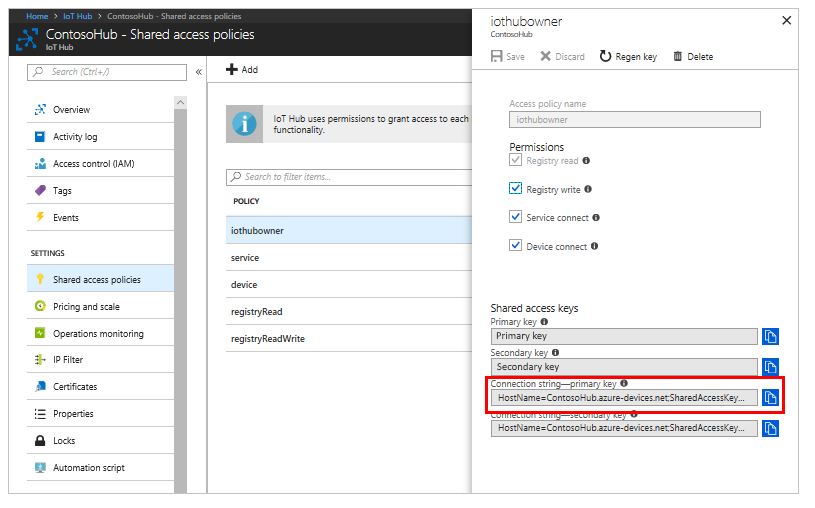 Home > IoT Hub > ContosoHub - Shared access policies
ContosoHub - Shared access policies
IoT Hub
Search (Ctrl+/)
«
Overview
Activity log
Access control (IAM)
Tags
Events
SETTINGS
Shared access policies
Pricing and scale
Operations monitoring
IP Filter
Certificates
Properties
Locks
Automation script
Add
IoT Hub uses permissions to grant access to each
functionality.
Search to filter items...
POLICY
iothubowner
service
device
registryRead
registryReadWrite
iothubowner
ContosoHub
Save Discard Regen key Delete
Access policy name
iothubowner
Permissions
Registry read
Registry write
Service connect
Device connect
Shared access keys
Primary key
Primary key
Secondary key
Secondary key
Connection string—primary key
HostName=ContosoHub.azure-devices.net;SharedAccessKey...
Connection string—secondary key
HostName=ContosoHub.azure-devices.net;SharedAccessKey...